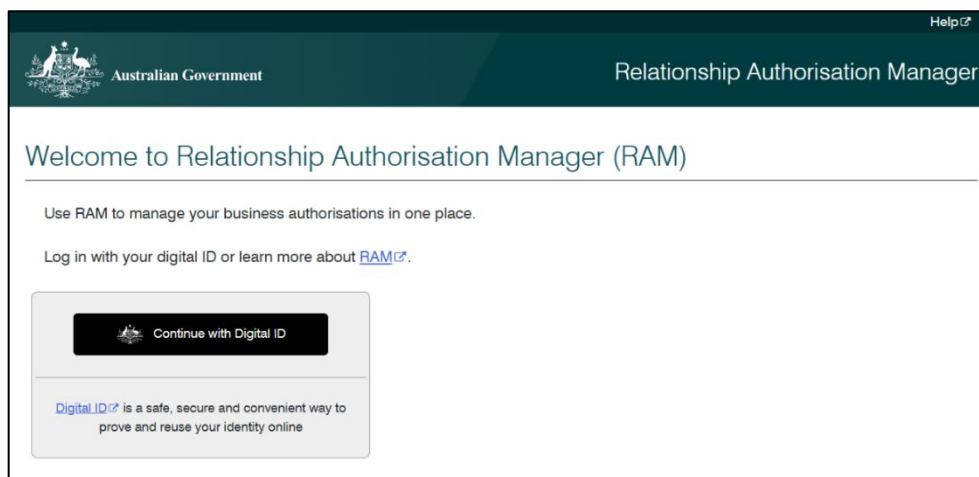 Help
Australian Government
Relationship Authorisation Manager
Welcome to Relationship Authorisation Manager (RAM)
Use RAM to manage your business authorisations in one place.
Log in with your digital ID or learn more about RAM.
Continue with Digital ID
Digital ID is a safe, secure and convenient way to
prove and reuse your identity online